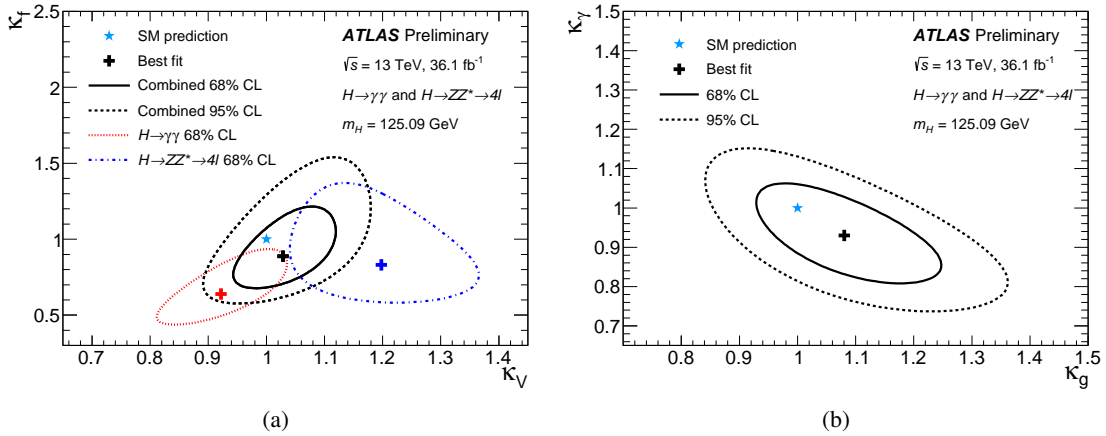 κ_f
2.5
2
1.5
1
0.5
0.7 0.8 0.9 1 1.1 1.2 1.3 1.4
κ_V
SM prediction
Best fit
Combined 68% CL
Combined 95% CL
H→γγ 68% CL
H→ZZ*→4l 68% CL
ATLAS Preliminary
√s = 13 TeV, 36.1 fb⁻¹
H→γγ and H→ZZ*→4l
m_H = 125.09 GeV
(a)
κ_γ
1.5
1.4
1.3
1.2
1.1
1
0.9
0.8
0.7
0.8 0.9 1 1.1 1.2 1.3 1.4 1.5
κ_g
SM prediction
Best fit
68% CL
95% CL
ATLAS Preliminary
√s = 13 TeV, 36.1 fb⁻¹
H→γγ and H→ZZ*→4l
m_H = 125.09 GeV
(b)